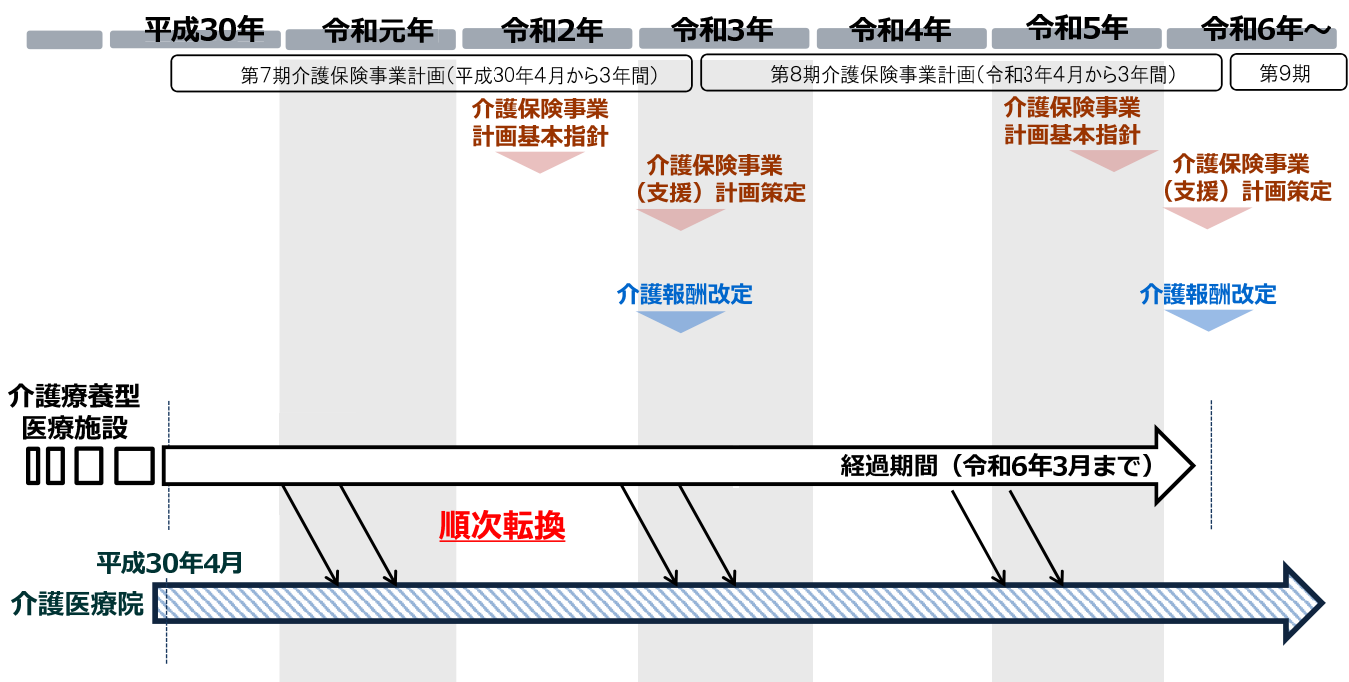 平成30年
令和元年
令和2年
令和3年
令和4年
令和5年
令和6年～
第7期介護保険事業計画(平成30年4月から3年間)
第8期介護保険事業計画(令和3年4月から3年間)
第9期
介護保険事業
計画基本指針
介護保険事業
計画基本指針
介護保険事業
（支援）計画策定
介護保険事業
（支援）計画策定
介護報酬改定
介護報酬改定
介護療養型
医療施設
経過期間（令和6年3月まで）
順次転換
平成30年4月
介護医療院